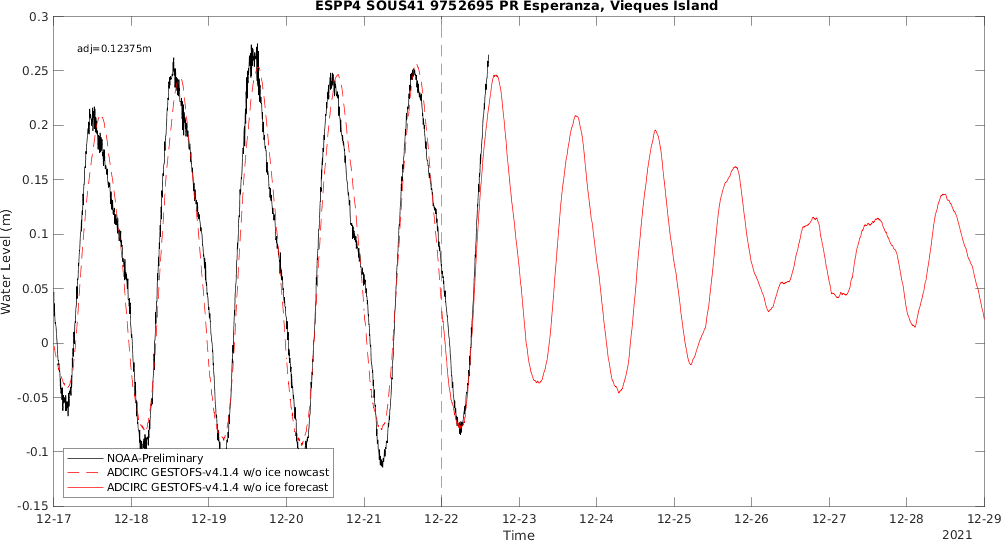 ESPP4 SOUS41 9752695 PR Esperanza, Vieques Island
adj=0.12375m
Water Level (m)
0.3
0.25
0.2
0.15
0.1
0.05
0
-0.05
-0.1
-0.15
NOAA-Preliminary
ADCIRC GESTOFS-v4.1.4 w/o ice nowcast
ADCIRC GESTOFS-v4.1.4 w/o ice forecast
12-17 12-18 12-19 12-20 12-21 12-22 12-23 12-24 12-25 12-26 12-27 12-28 12-29
Time
2021